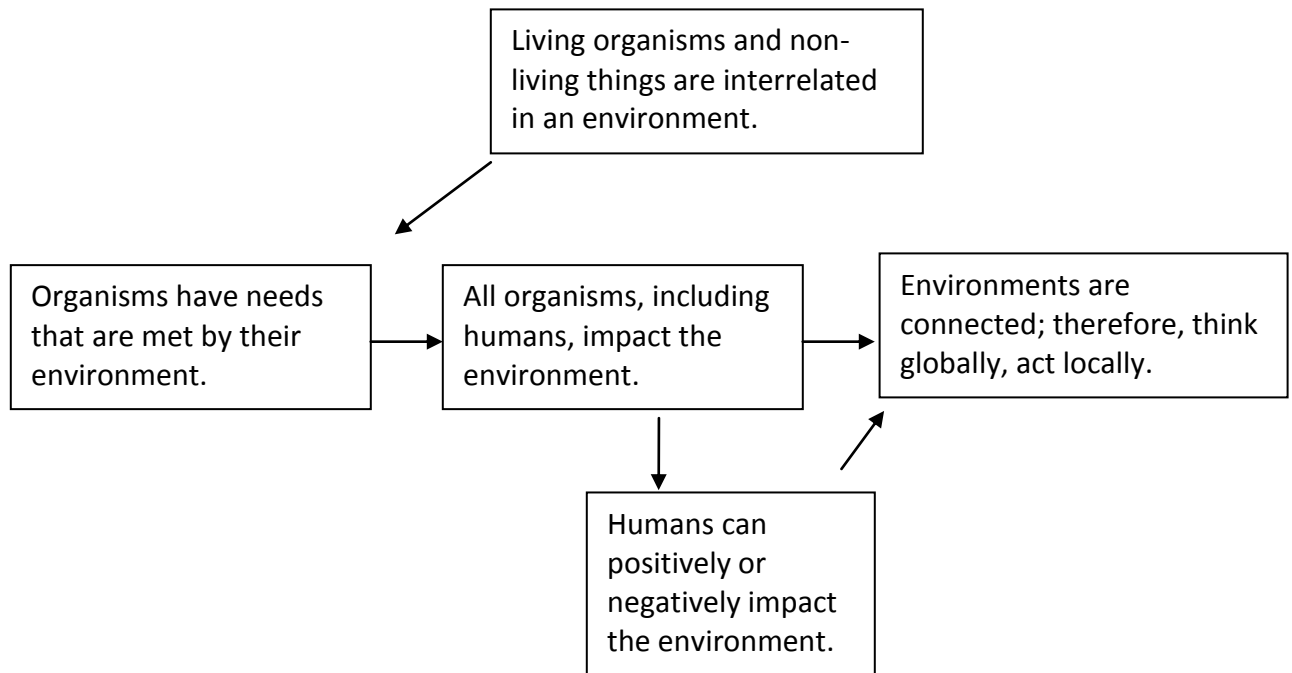 Living organisms and non-
living things are interrelated
in an environment.
Organisms have needs
that are met by their
environment.
All organisms, including
humans, impact the
environment.
Environments are
connected; therefore, think
globally, act locally.
Humans can
positively or
negatively impact
the environment.